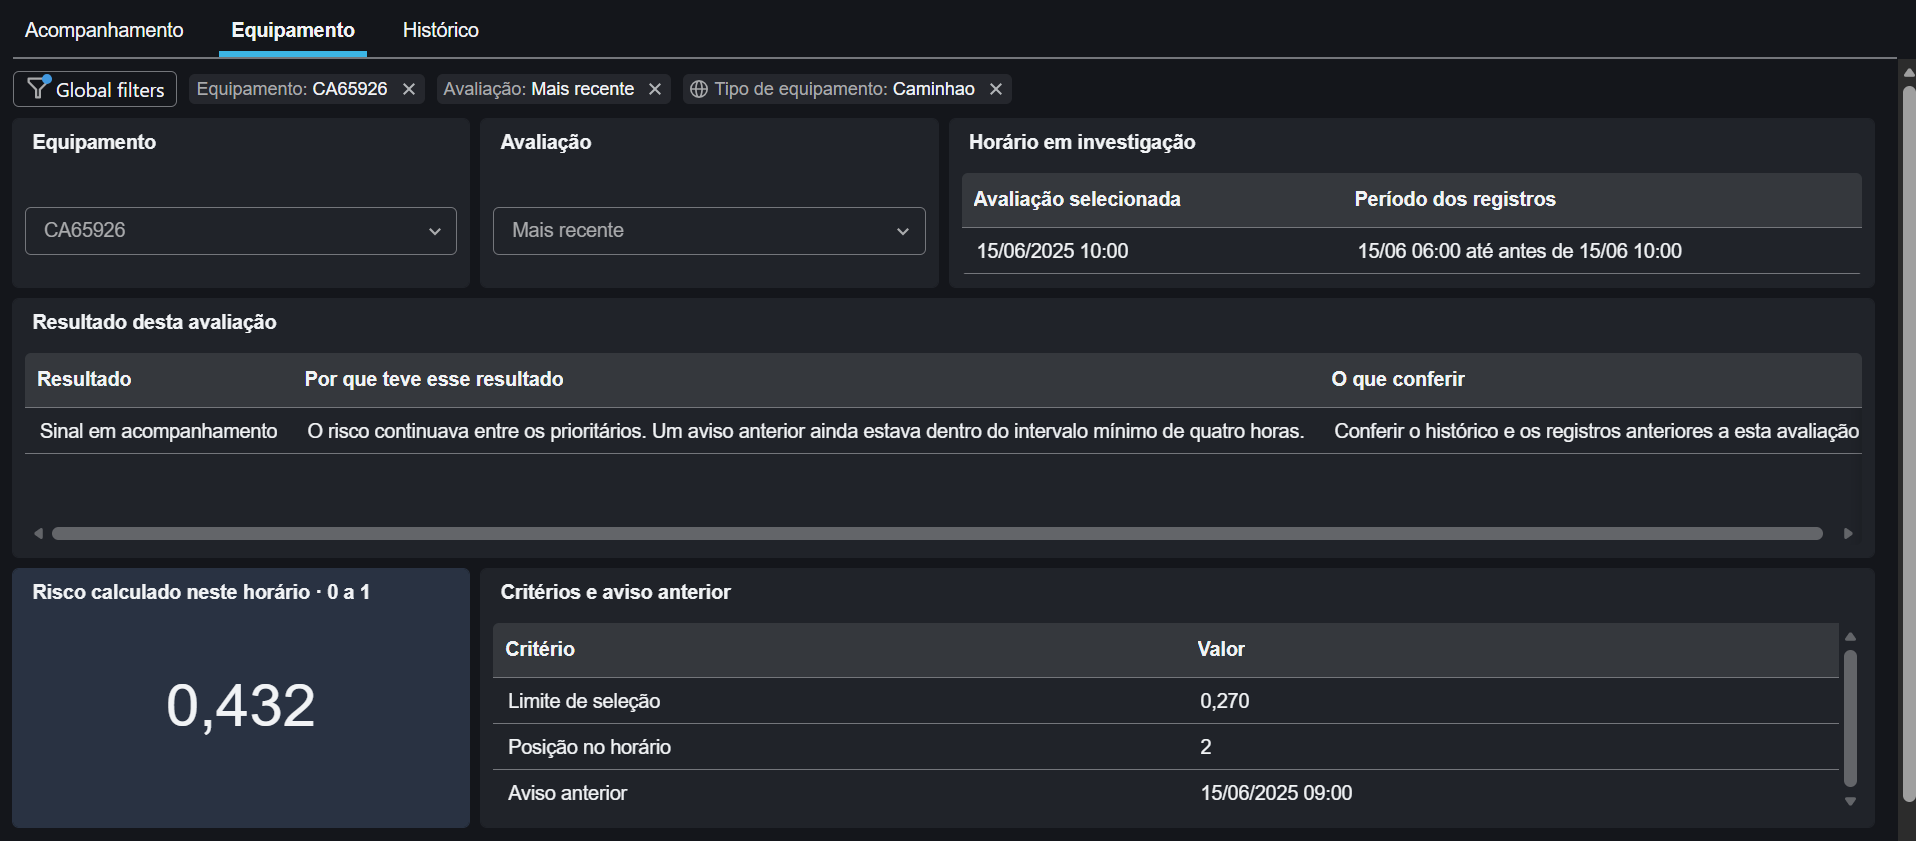 Acompanhamento Equipamento Histórico
Global filters Equipamento: CA65926 × Avaliação: Mais recente × Tipo de equipamento: Caminhao ×
Equipamento
CA65926
Avaliação
Mais recente
Horário em investigação
Avaliação selecionada Período dos registros
15/06/2025 10:00 15/06 06:00 até antes de 15/06 10:00
Resultado desta avaliação
Resultado Por que teve esse resultado O que conferir
Sinal em acompanhamento O risco continuava entre os prioritários. Um aviso anterior ainda estava dentro do intervalo mínimo de quatro horas. Conferir o histórico e os registros anteriores a esta avaliação
Risco calculado neste horário · 0 a 1
0,432
Critérios e aviso anterior
Critério Valor
Limite de seleção 0,270
Posição no horário 2
Aviso anterior 15/06/2025 09:00